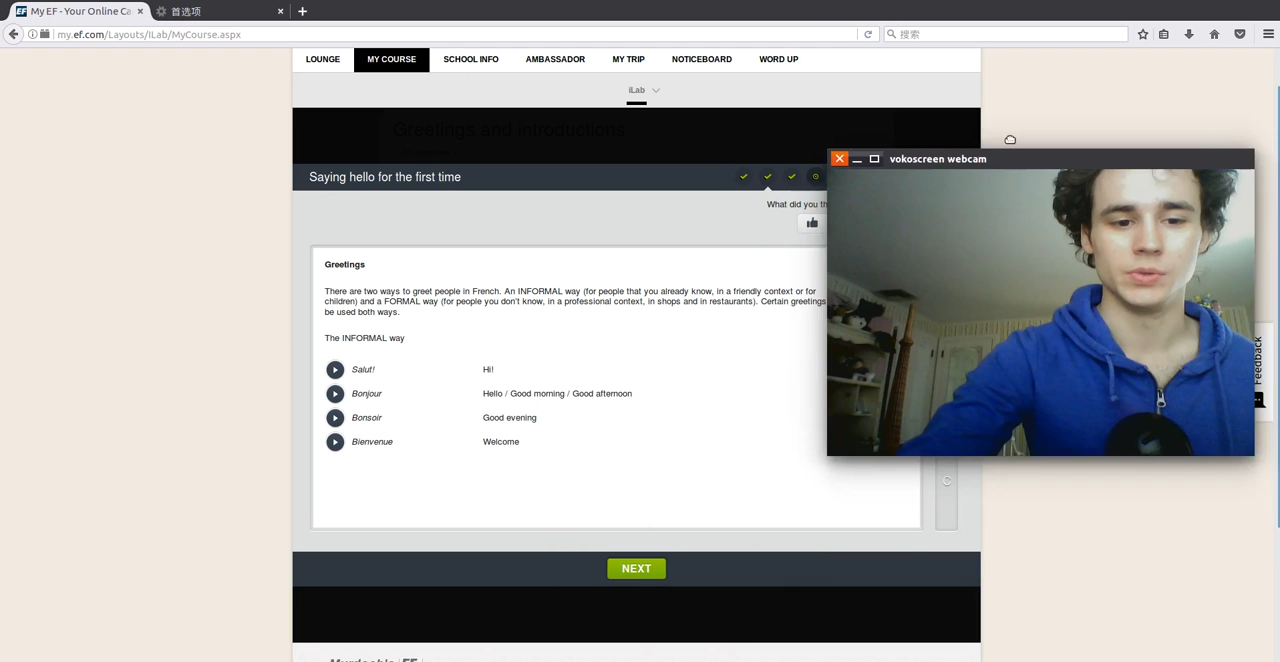 EF My EF - Your Online Ca
首选项
my.ef.com/Layouts/ILab/MyCourse.aspx
搜索
LOUNGE
MY COURSE
SCHOOL INFO
AMBASSADOR
MY TRIP
NOTICEBOARD
WORD UP
iLab
Greetings and introductions
vokoscreen webcam
Saying hello for the first time
What did you th
Greetings
There are two ways to greet people in French. An INFORMAL way (for people that you already know, in a friendly context or for
children) and a FORMAL way (for people you don't know, in a professional context, in shops and in restaurants). Certain greetings
be used both ways.
The INFORMAL way
Salut! Hi!
Bonjour Hello / Good morning / Good afternoon
Bonsoir Good evening
Bienvenue Welcome
Feedback
NEXT